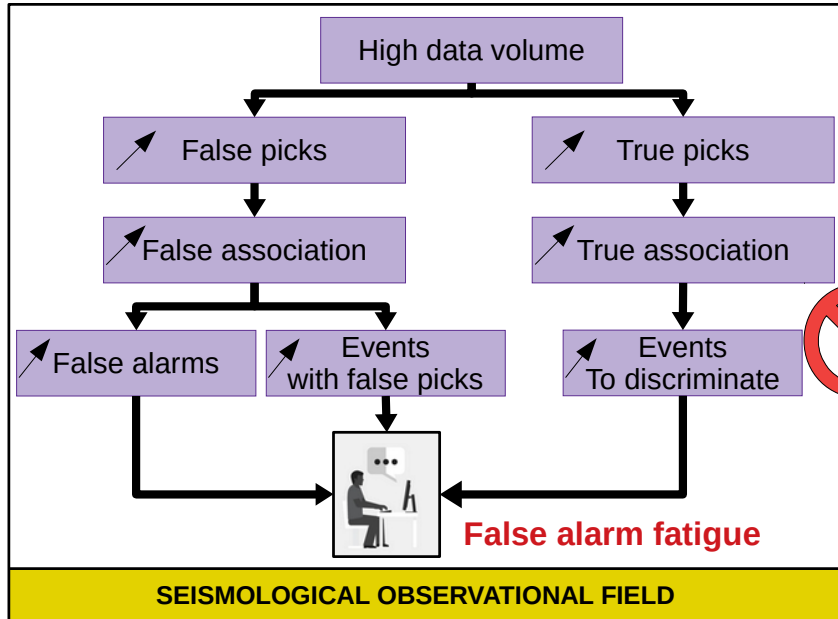 High data volume
False picks
True picks
False association
True association
False alarms
Events
with false picks
Events
To discriminate
False alarm fatigue
SEISMOLOGICAL OBSERVATIONAL FIELD